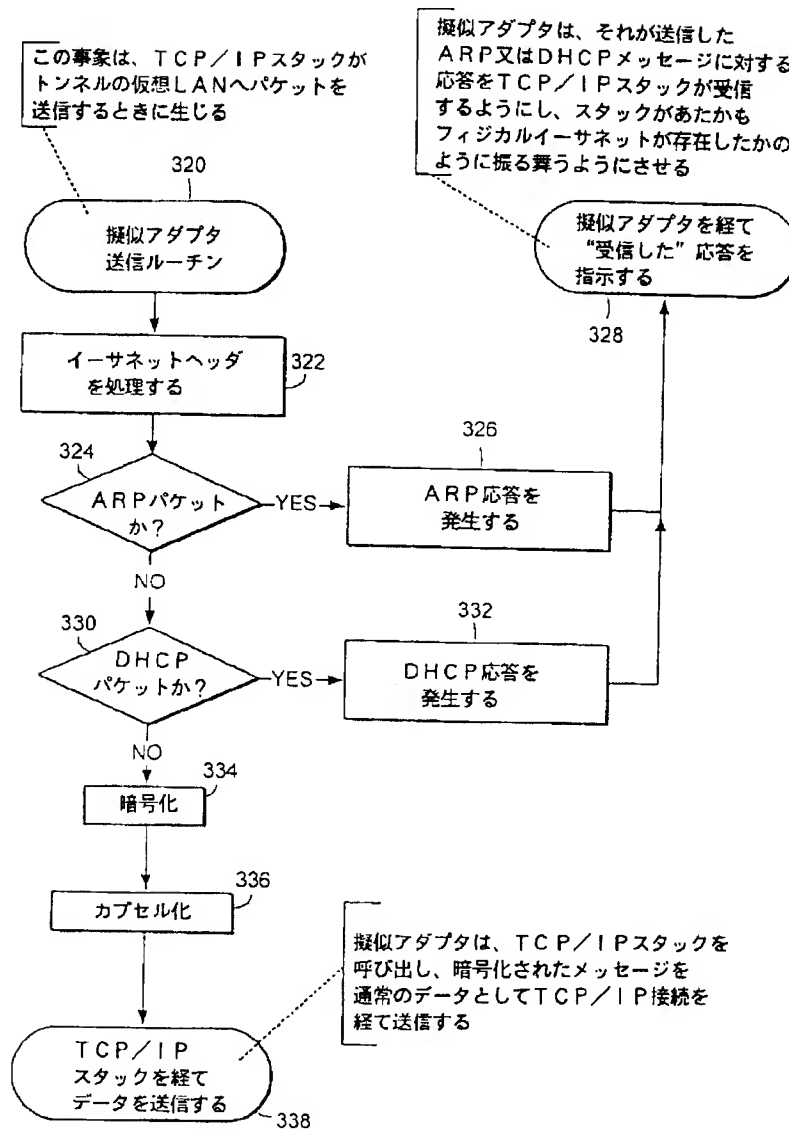 この事象は、TCP/IPスタックが
トンネルの仮想LANへパケットを
送信するときに生じる
擬似アダプタは、それが送信した
ARP又はDHCPメッセージに対する
応答をTCP/IPスタックが受信
するようにし、スタックがあたかも
フィジカルイーサネットが存在したかの
ように振る舞うようにさせる
320
擬似アダプタ
送信ルーチン
擬似アダプタを経て
“受信した”応答を
指示する
328
イーサネットヘッダ
を処理する
322
324
ARPパケット
か?
YES
326
ARP応答を
発生する
NO
330
DHCP
パケットか?
YES
332
DHCP応答を
発生する
NO
334
暗号化
336
カプセル化
擬似アダプタは、TCP/IPスタックを
呼び出し、暗号化されたメッセージを
通常のデータとしてTCP/IP接続を
経て送信する
TCP/IP
スタックを経て
データを送信する
338